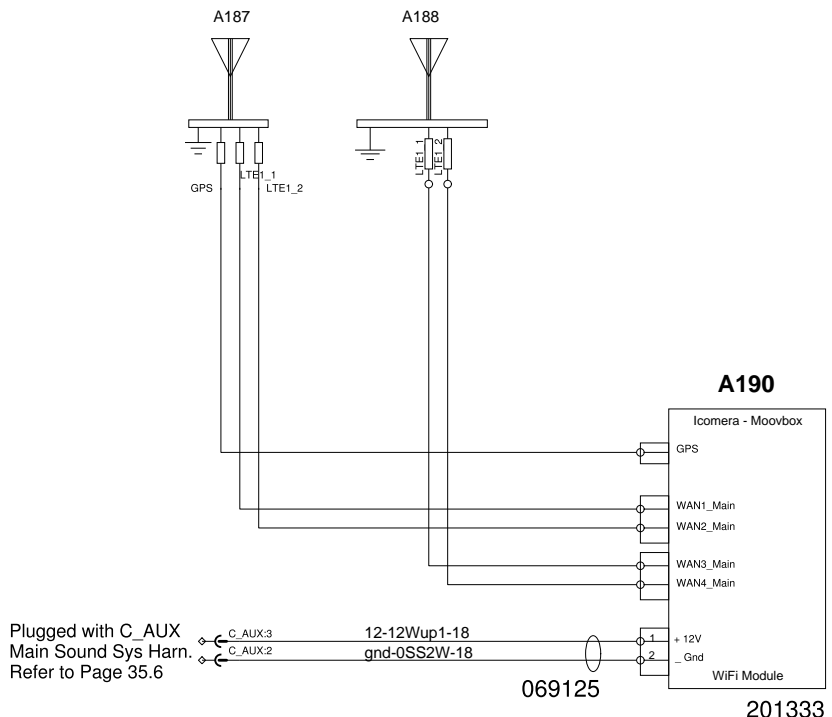 A187
A188
LTE1_1
LTE1_2
LTE1_1
GPS
LTE1_2
A190
Icomera - Moovbox
GPS
WAN1_Main
WAN2_Main
WAN3_Main
WAN4_Main
Plugged with C_AUX
Main Sound Sys Harn.
Refer to Page 35.6
C_AUX:3
12-12Wup1-18
1
+ 12V
C_AUX:2
gnd-0SS2W-18
2
_ Gnd
WiFi Module
069125
201333